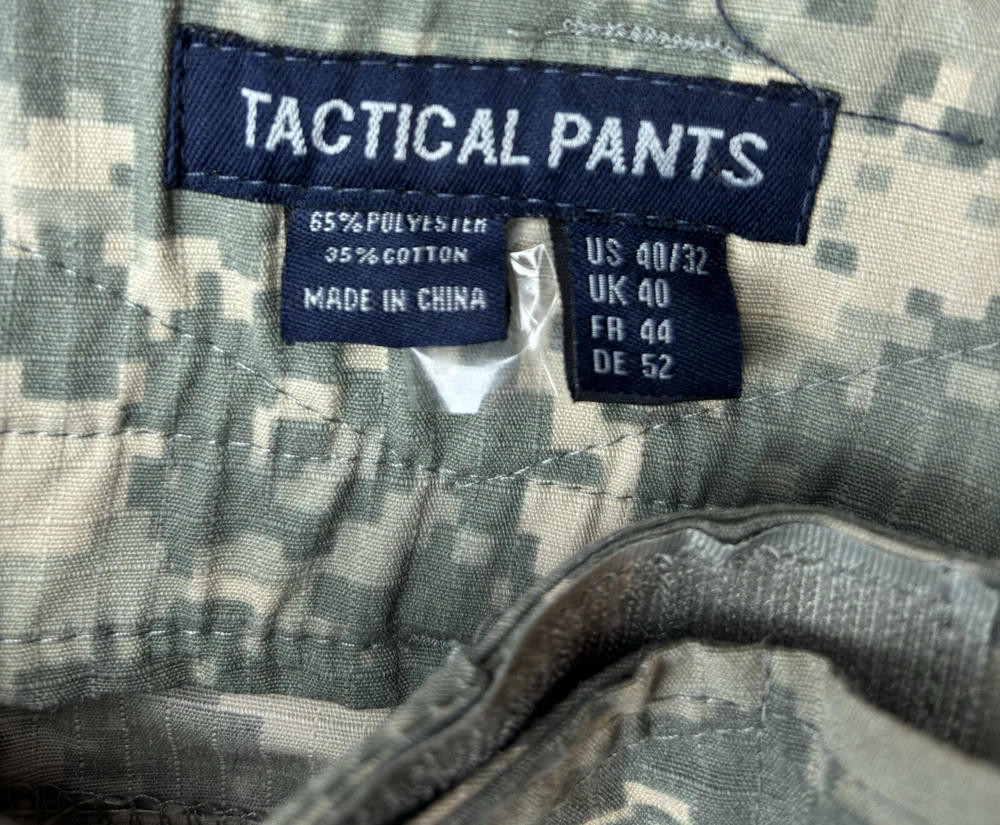 TACTICAL PANTS
65% POLYESTER
35% COTTON
MADE IN CHINA
US 40/32
UK 40
FR 44
DE 52